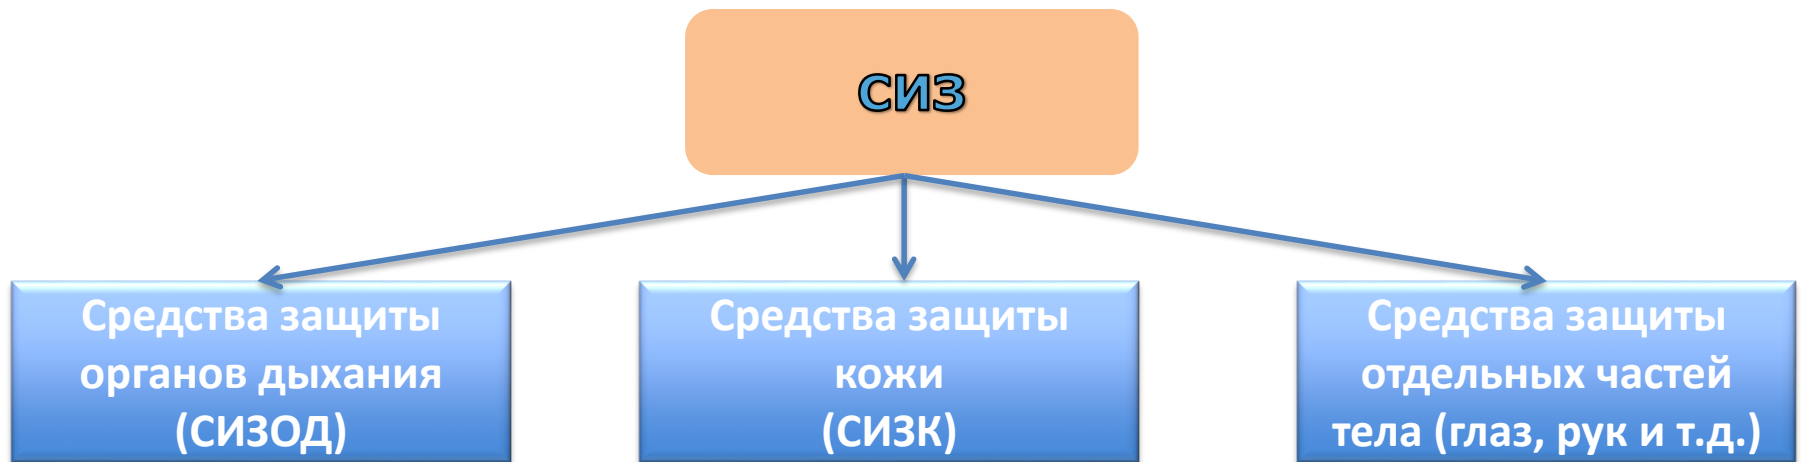 СИЗ
Средства защиты
органов дыхания
(СИЗОД)
Средства защиты
кожи
(СИЗК)
Средства защиты
отдельных частей
тела (глаз, рук и т.д.)